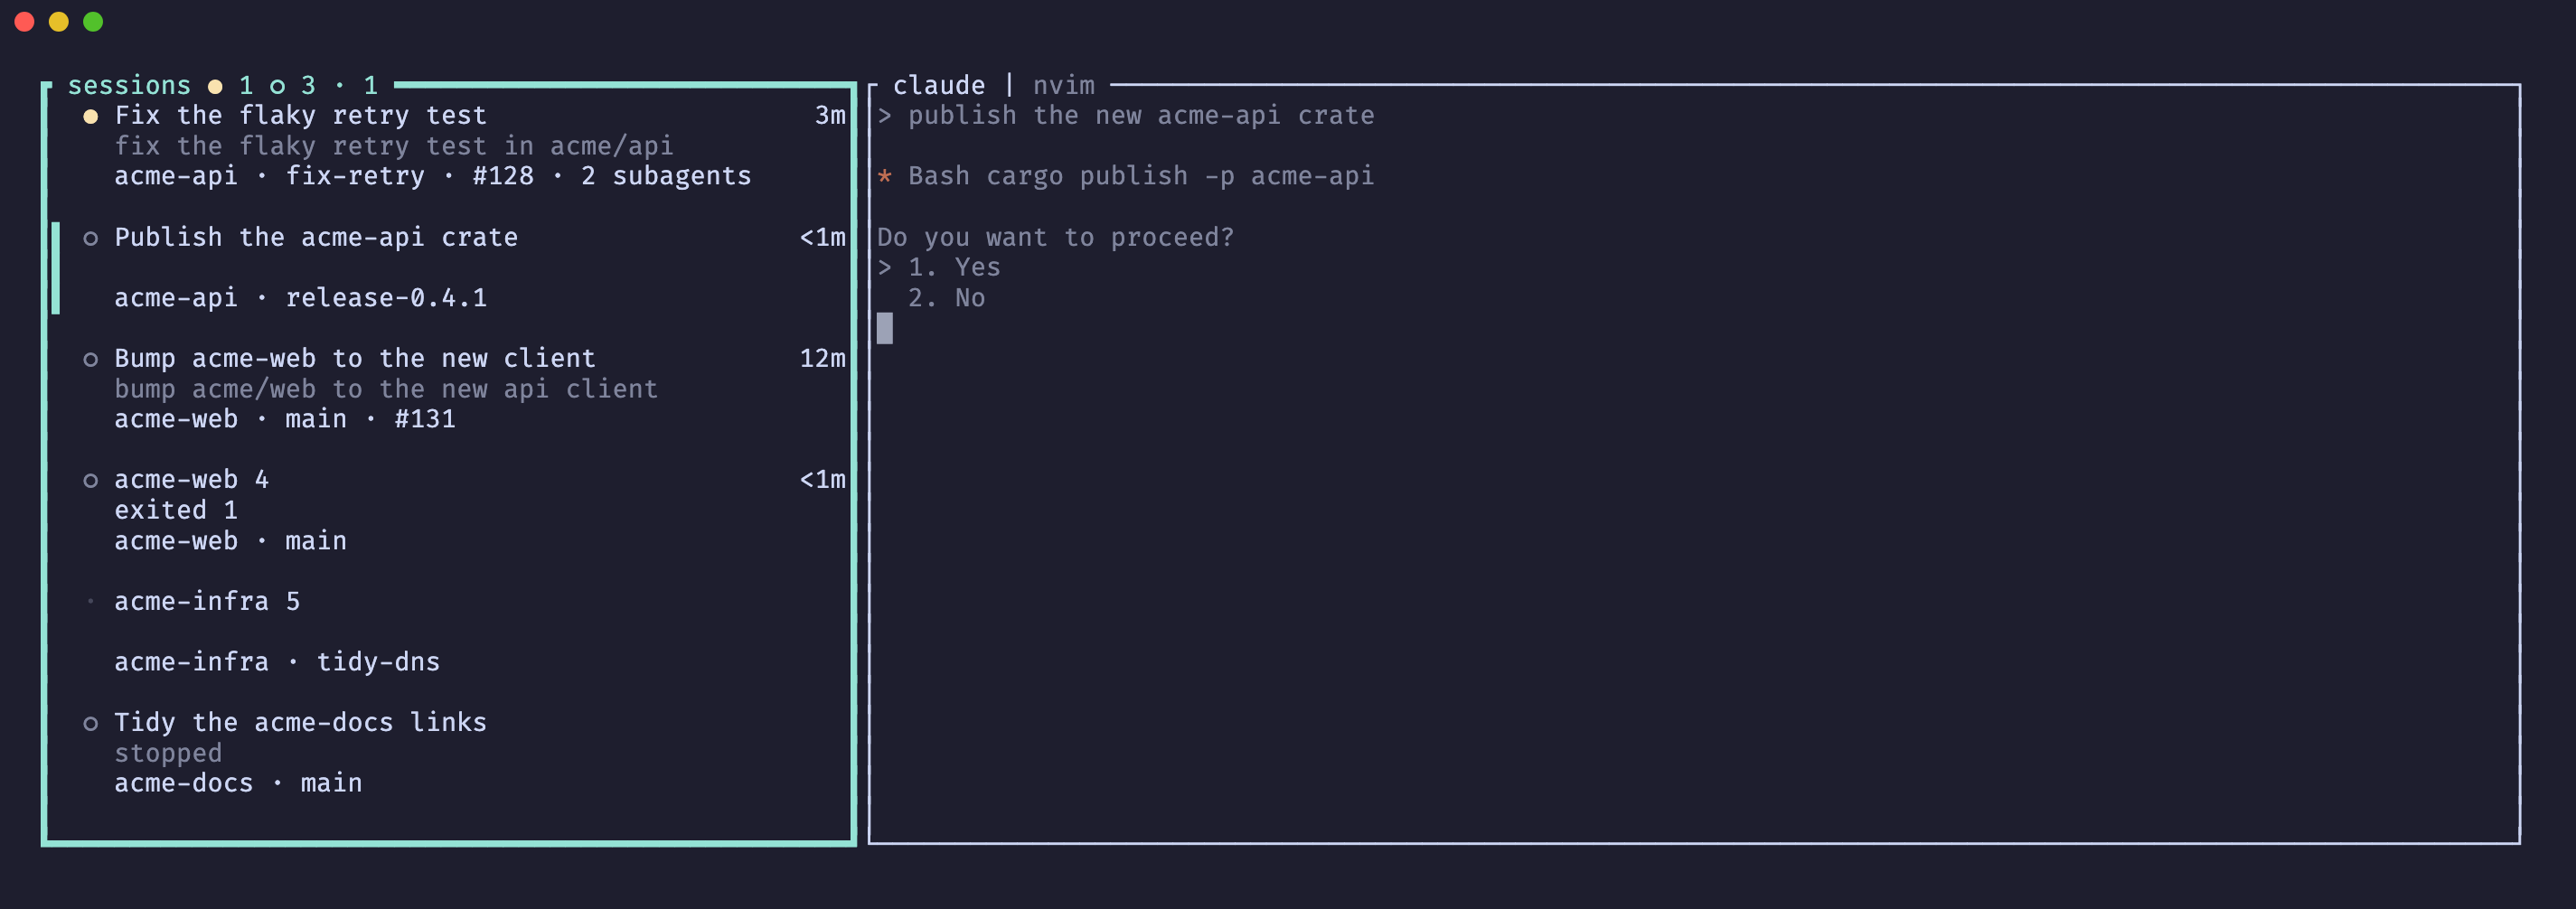 sessions ● 1 ○ 3 · 1
● Fix the flaky retry test 3m
fix the flaky retry test in acme/api
acme-api · fix-retry · #128 · 2 subagents
○ Publish the acme-api crate <1m
acme-api · release-0.4.1
○ Bump acme-web to the new client 12m
bump acme/web to the new api client
acme-web · main · #131
○ acme-web 4 <1m
exited 1
acme-web · main
· acme-infra 5
acme-infra · tidy-dns
○ Tidy the acme-docs links
stopped
acme-docs · main
claude | nvim
> publish the new acme-api crate
* Bash cargo publish -p acme-api
Do you want to proceed?
> 1. Yes
2. No